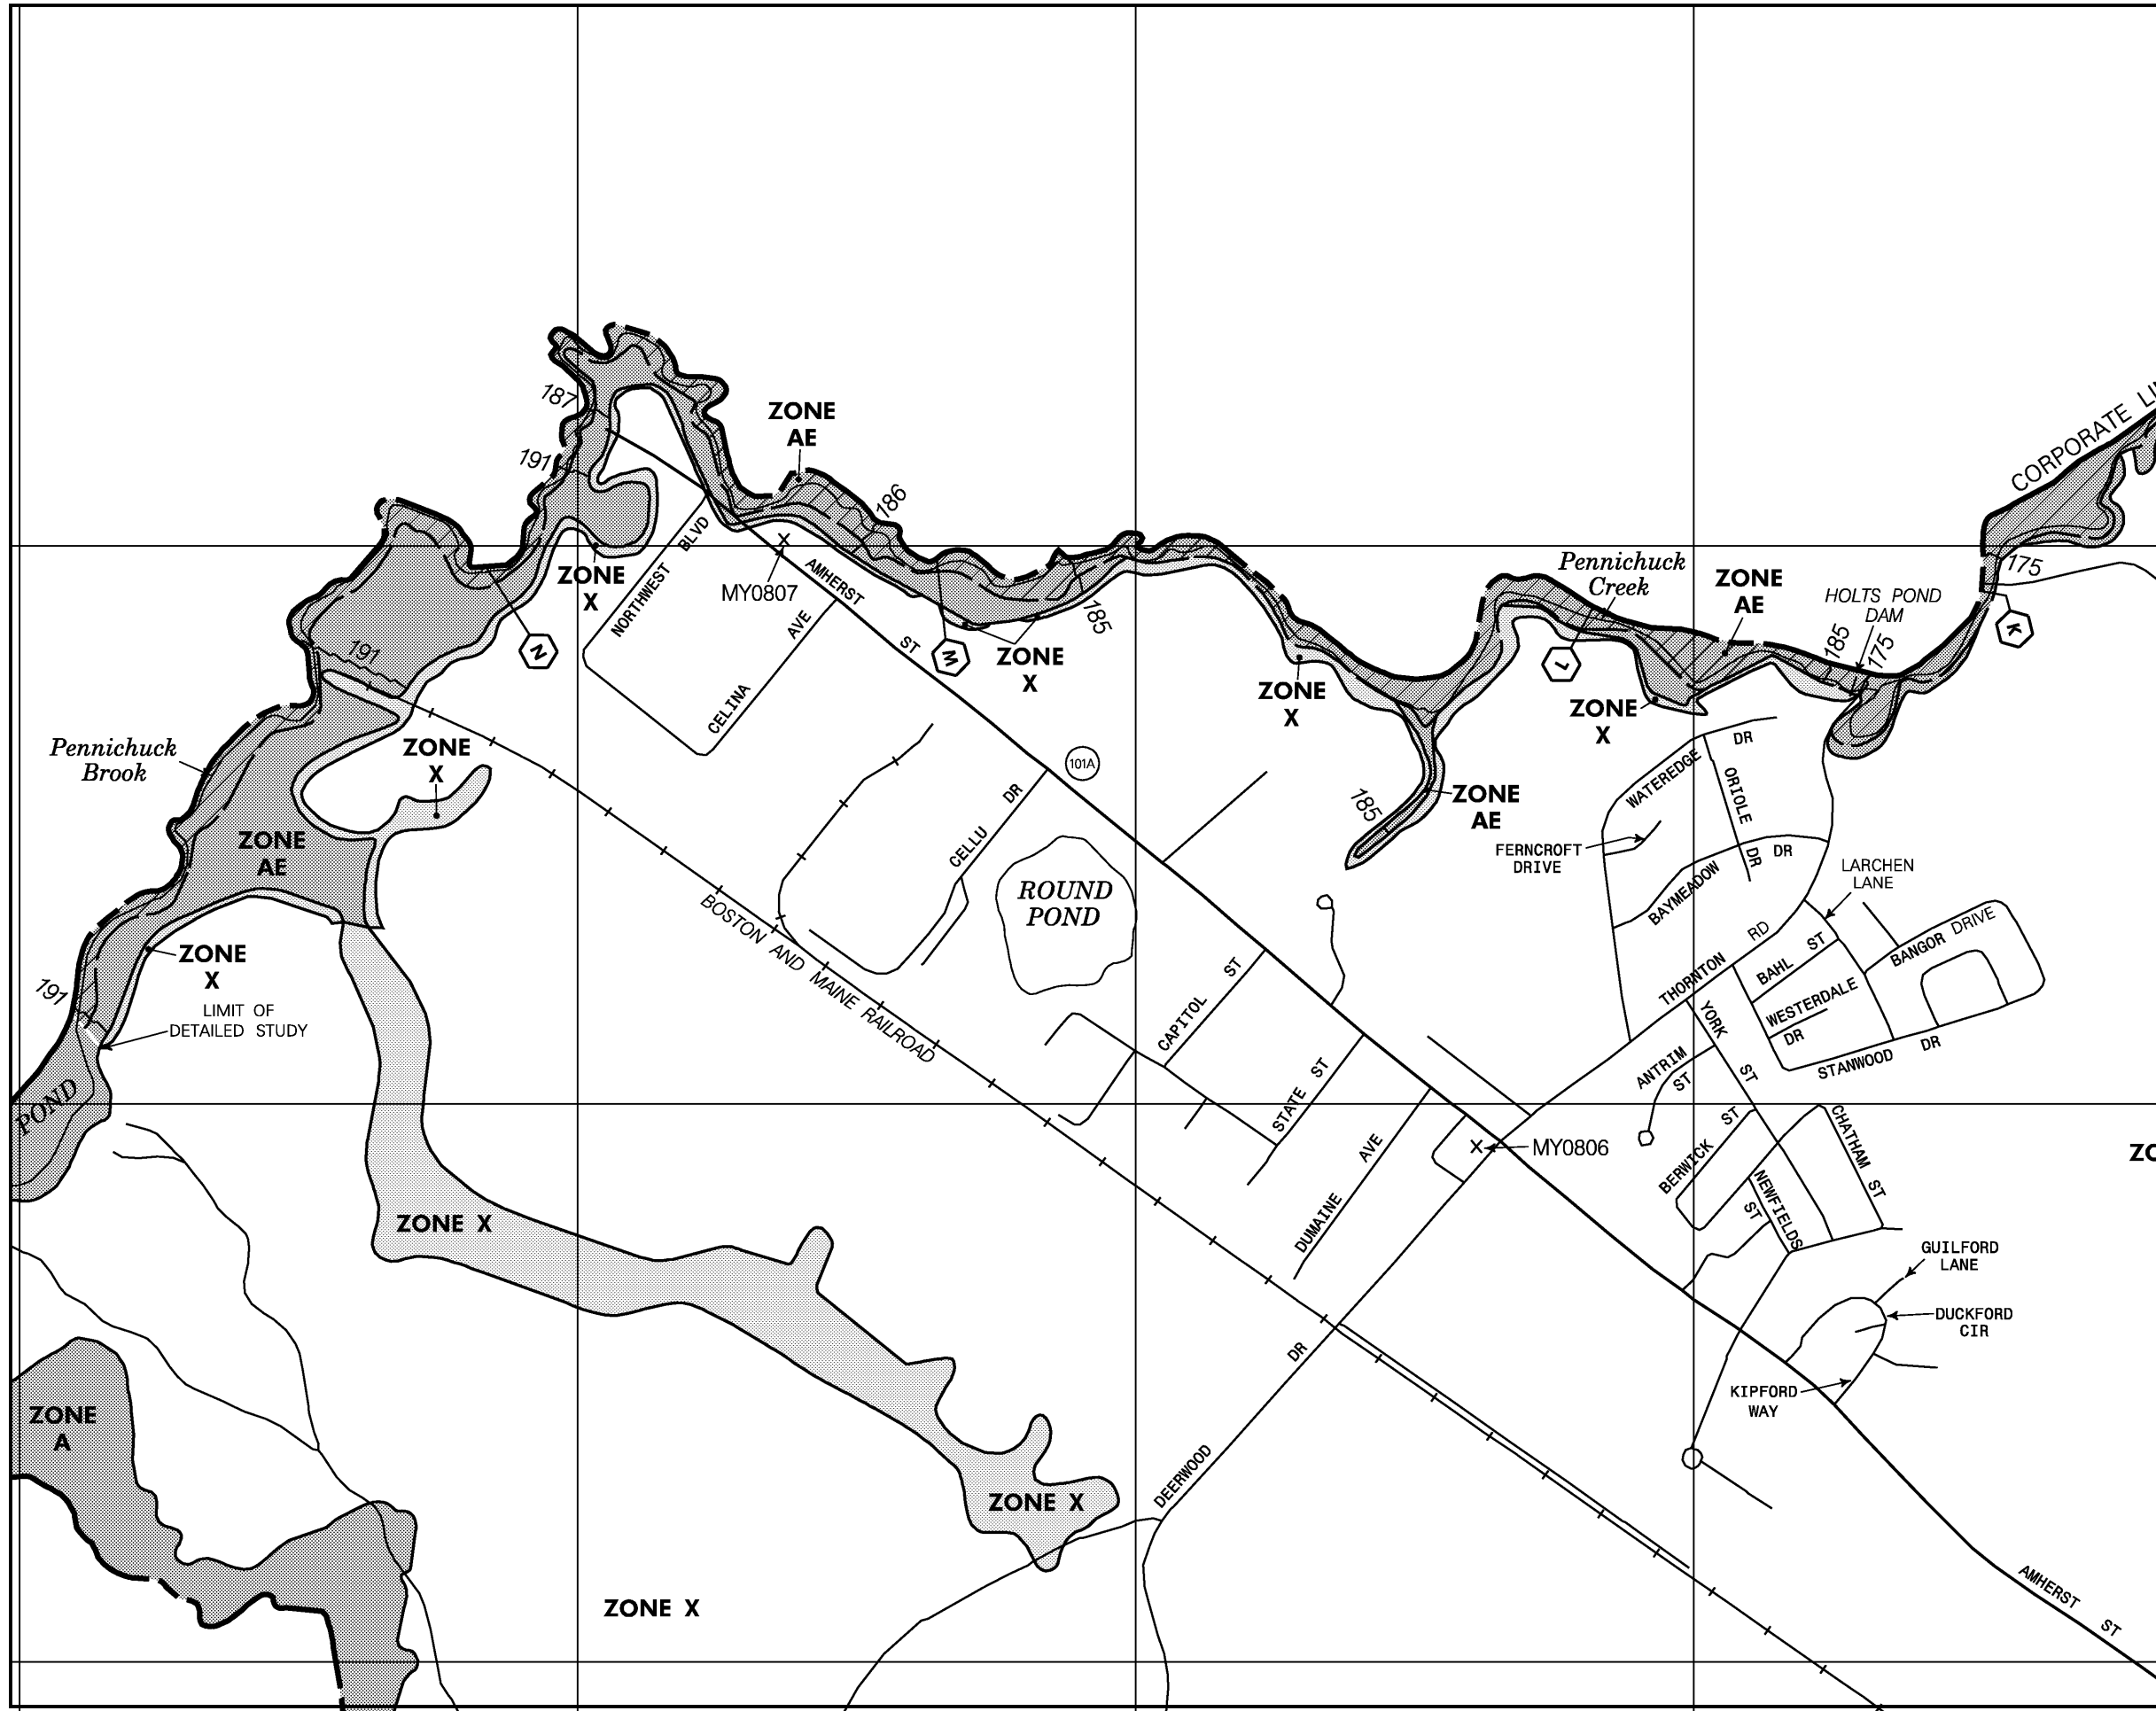 CORPORATE
187
ZONE
AE
191
186
Pennichuck
Creek
ZONE
AE
175
HOLTS POND
DAM
ZONE
X
NORTHWEST BLVD
MY0807
AMHERST ST
185
185
175
K
191
N
M
ZONE
X
L
CELINA AVE
ZONE
X
ZONE
X
Pennichuck
Brook
ZONE
X
101A
WATEREDGE DR
ORIOLE DR
185
ZONE
AE
CELLU DR
ZONE
AE
FERNCROFT
DRIVE
BAYMEADOW DR
LARCHEN
LANE
ROUND
POND
BOSTON AND MAINE RAILROAD
ZONE
X
191
LIMIT OF
DETAILED STUDY
THORNTON RD
BAHL ST
BANGOR DRIVE
WESTERDALE
DR
STANWOOD DR
YORK ST
CAPITOL ST
STATE ST
ANTRIM
ST
POND
BERWICK ST
CHATHAM ST
NEWFIELDS
ST
MY0806
DUMAINE AVE
ZONE X
GUILFORD
LANE
DUCKFORD
CIR
KIPFORD
WAY
DEERWOOD DR
ZONE
A
ZONE X
ZONE X
AMHERST ST